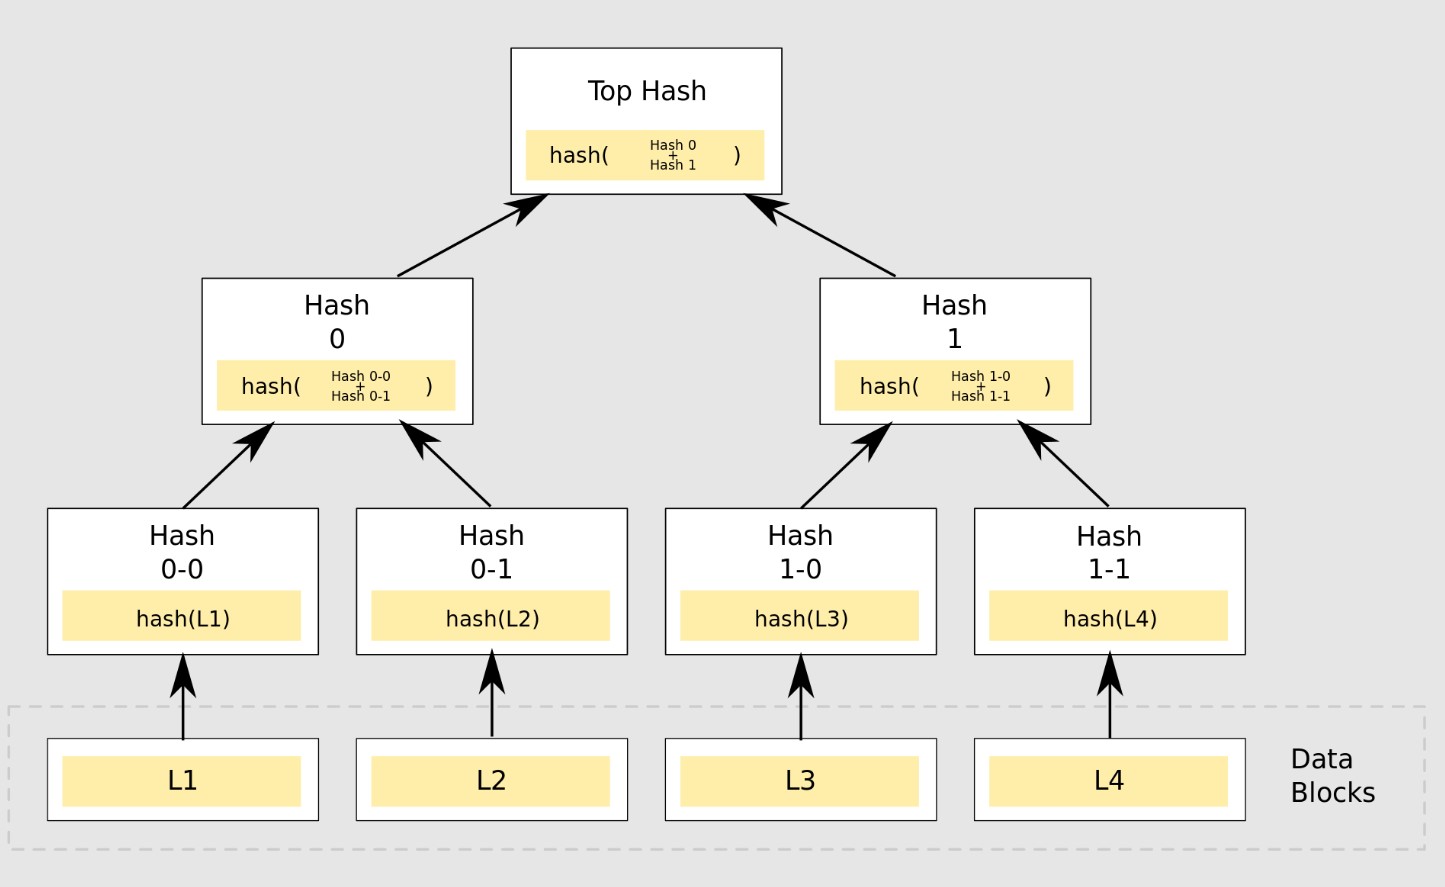 Top Hash
hash( Hash 0 + Hash 1 )
Hash
0
hash( Hash 0-0 + Hash 0-1 )
Hash
1
hash( Hash 1-0 + Hash 1-1 )
Hash
0-0
hash(L1)
Hash
0-1
hash(L2)
Hash
1-0
hash(L3)
Hash
1-1
hash(L4)
L1
L2
L3
L4
Data
Blocks